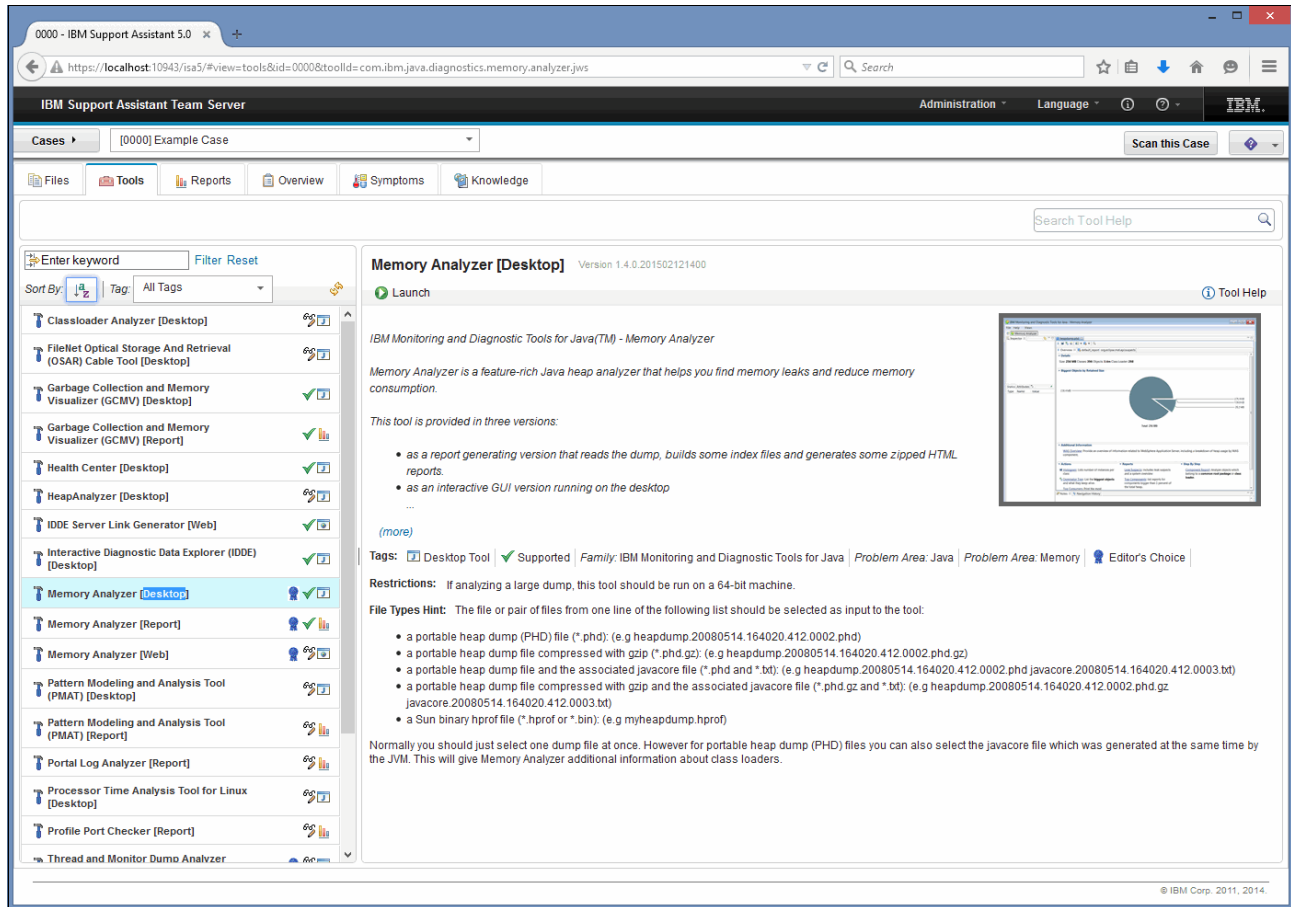 0000 - IBM Support Assistant 5.0
https://localhost:10943/isa5/#view=tools&id=0000&toolId=com.ibm.java.diagnostics.memory.analyzer.jws
Search
IBM Support Assistant Team Server
Administration
Language
IBM.
Cases
[0000] Example Case
Scan this Case
Files
Tools
Reports
Overview
Symptoms
Knowledge
Search Tool Help
Enter keyword
Filter Reset
Sort By:
Tag:
All Tags
Classloader Analyzer [Desktop]
FileNet Optical Storage And Retrieval
(OSAR) Cable Tool [Desktop]
Garbage Collection and Memory
Visualizer (GCMV) [Desktop]
Garbage Collection and Memory
Visualizer (GCMV) [Report]
Health Center [Desktop]
HeapAnalyzer [Desktop]
IDDE Server Link Generator [Web]
Interactive Diagnostic Data Explorer (IDDE)
[Desktop]
Memory Analyzer [Desktop]
Memory Analyzer [Report]
Memory Analyzer [Web]
Pattern Modeling and Analysis Tool
(PMAT) [Desktop]
Pattern Modeling and Analysis Tool
(PMAT) [Report]
Portal Log Analyzer [Report]
Processor Time Analysis Tool for Linux
[Desktop]
Profile Port Checker [Report]
Thread and Monitor Dump Analyzer
Memory Analyzer [Desktop] Version 1.4.0.201502121400
Launch
Tool Help
IBM Monitoring and Diagnostic Tools for Java(TM) - Memory Analyzer
Memory Analyzer is a feature-rich Java heap analyzer that helps you find memory leaks and reduce memory
consumption.
This tool is provided in three versions:
• as a report generating version that reads the dump, builds some index files and generates some zipped HTML
reports.
• as an interactive GUI version running on the desktop
...
(more)
Tags: Desktop Tool Supported Family: IBM Monitoring and Diagnostic Tools for Java Problem Area: Java Problem Area: Memory Editor's Choice
Restrictions: If analyzing a large dump, this tool should be run on a 64-bit machine.
File Types Hint: The file or pair of files from one line of the following list should be selected as input to the tool:
• a portable heap dump (PHD) file (*.phd): (e.g heapdump.20080514.164020.412.0002.phd)
• a portable heap dump file compressed with gzip (*.phd.gz): (e.g heapdump.20080514.164020.412.0002.phd.gz)
• a portable heap dump file and the associated javacore file (*.phd and *.txt): (e.g heapdump.20080514.164020.412.0002.phd javacore.20080514.164020.412.0003.txt)
• a portable heap dump file compressed with gzip and the associated javacore file (*.phd.gz and *.txt): (e.g heapdump.20080514.164020.412.0002.phd.gz
javacore.20080514.164020.412.0003.txt)
• a Sun binary hprof file (*.hprof or *.bin): (e.g myheapdump.hprof)
Normally you should just select one dump file at once. However for portable heap dump (PHD) files you can also select the javacore file which was generated at the same time by
the JVM. This will give Memory Analyzer additional information about class loaders.
© IBM Corp. 2011, 2014.